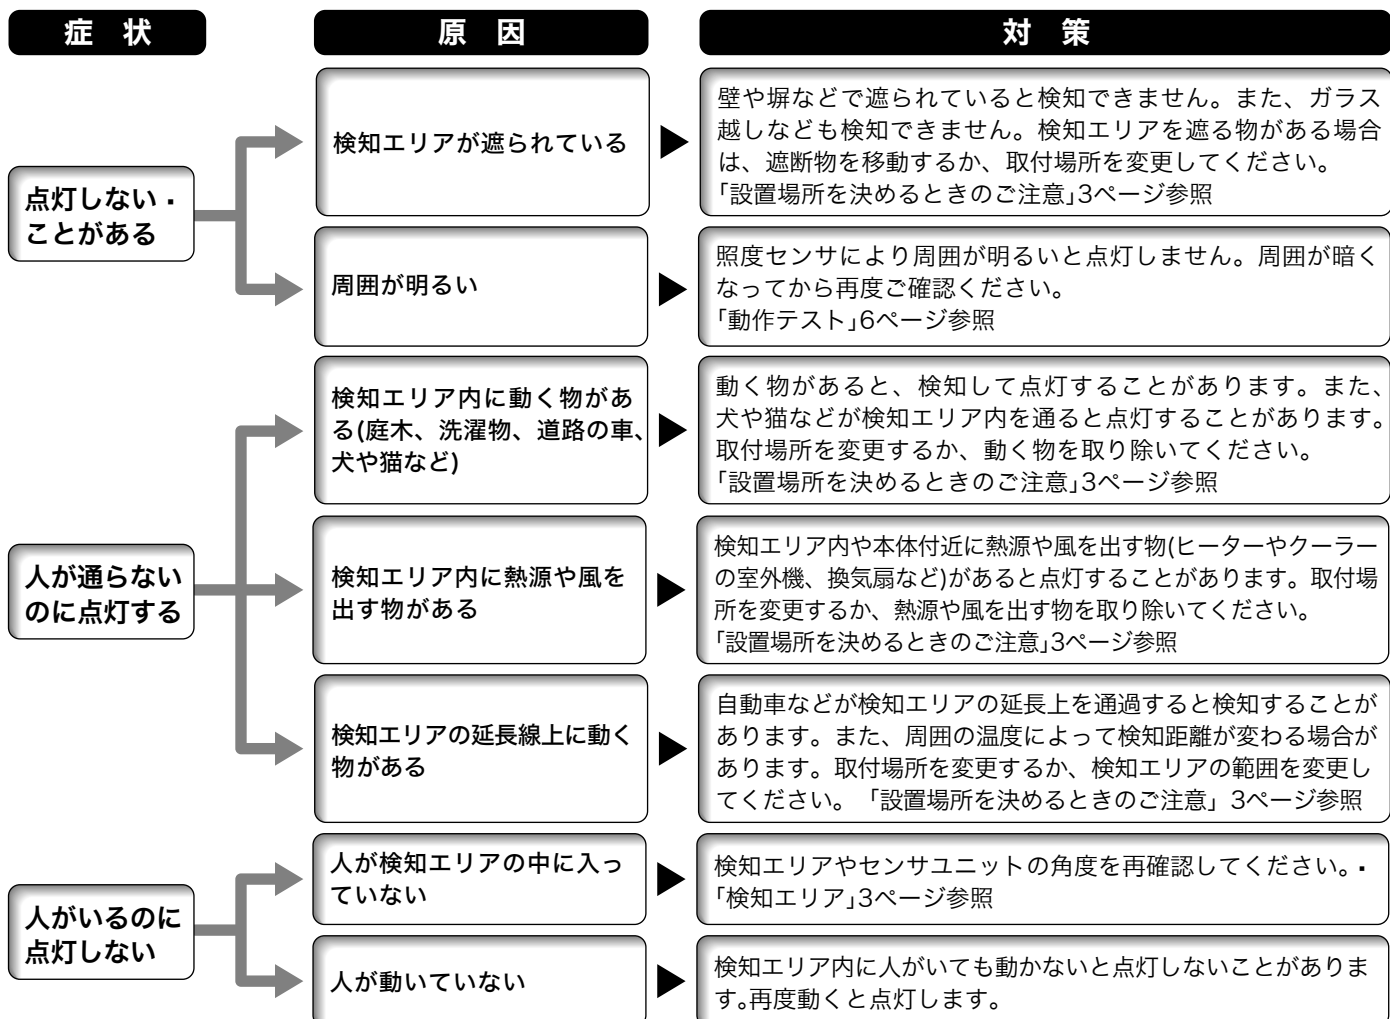 症 状
原 因
対 策
点灯しない・
ことがある
検知エリアが遮られている
壁や塀などで遮られていると検知できません。また、ガラス
越しなども検知できません。検知エリアを遮る物がある場合
は、遮断物を移動するか、取付場所を変更してください。
「設置場所を決めるときのご注意」3ページ参照
周囲が明るい
照度センサにより周囲が明るいと点灯しません。周囲が暗く
なってから再度ご確認ください。
「動作テスト」6ページ参照
人が通らない
のに点灯する
検知エリア内に動く物があ
る(庭木、洗濯物、道路の車、
犬や猫など)
動く物があると、検知して点灯することがあります。また、
犬や猫などが検知エリア内を通ると点灯することがあります。
取付場所を変更するか、動く物を取り除いてください。
「設置場所を決めるときのご注意」3ページ参照
検知エリア内に熱源や風を
出す物がある
検知エリア内や本体付近に熱源や風を出す物(ヒーターやクーラー
の室外機、換気扇など)があると点灯することがあります。取付場
所を変更するか、熱源や風を出す物を取り除いてください。
「設置場所を決めるときのご注意」3ページ参照
検知エリアの延長線上に動く
物がある
自動車などが検知エリアの延長上を通過すると検知することが
あります。また、周囲の温度によって検知距離が変わる場合が
あります。取付場所を変更するか、検知エリアの範囲を変更し
てください。「設置場所を決めるときのご注意」3ページ参照
人がいるのに
点灯しない
人が検知エリアの中に入っ
ていない
検知エリアやセンサユニットの角度を再確認してください。・
「検知エリア」3ページ参照
人が動いていない
検知エリア内に人がいても動かないと点灯しないことがありま
す。再度動くと点灯します。